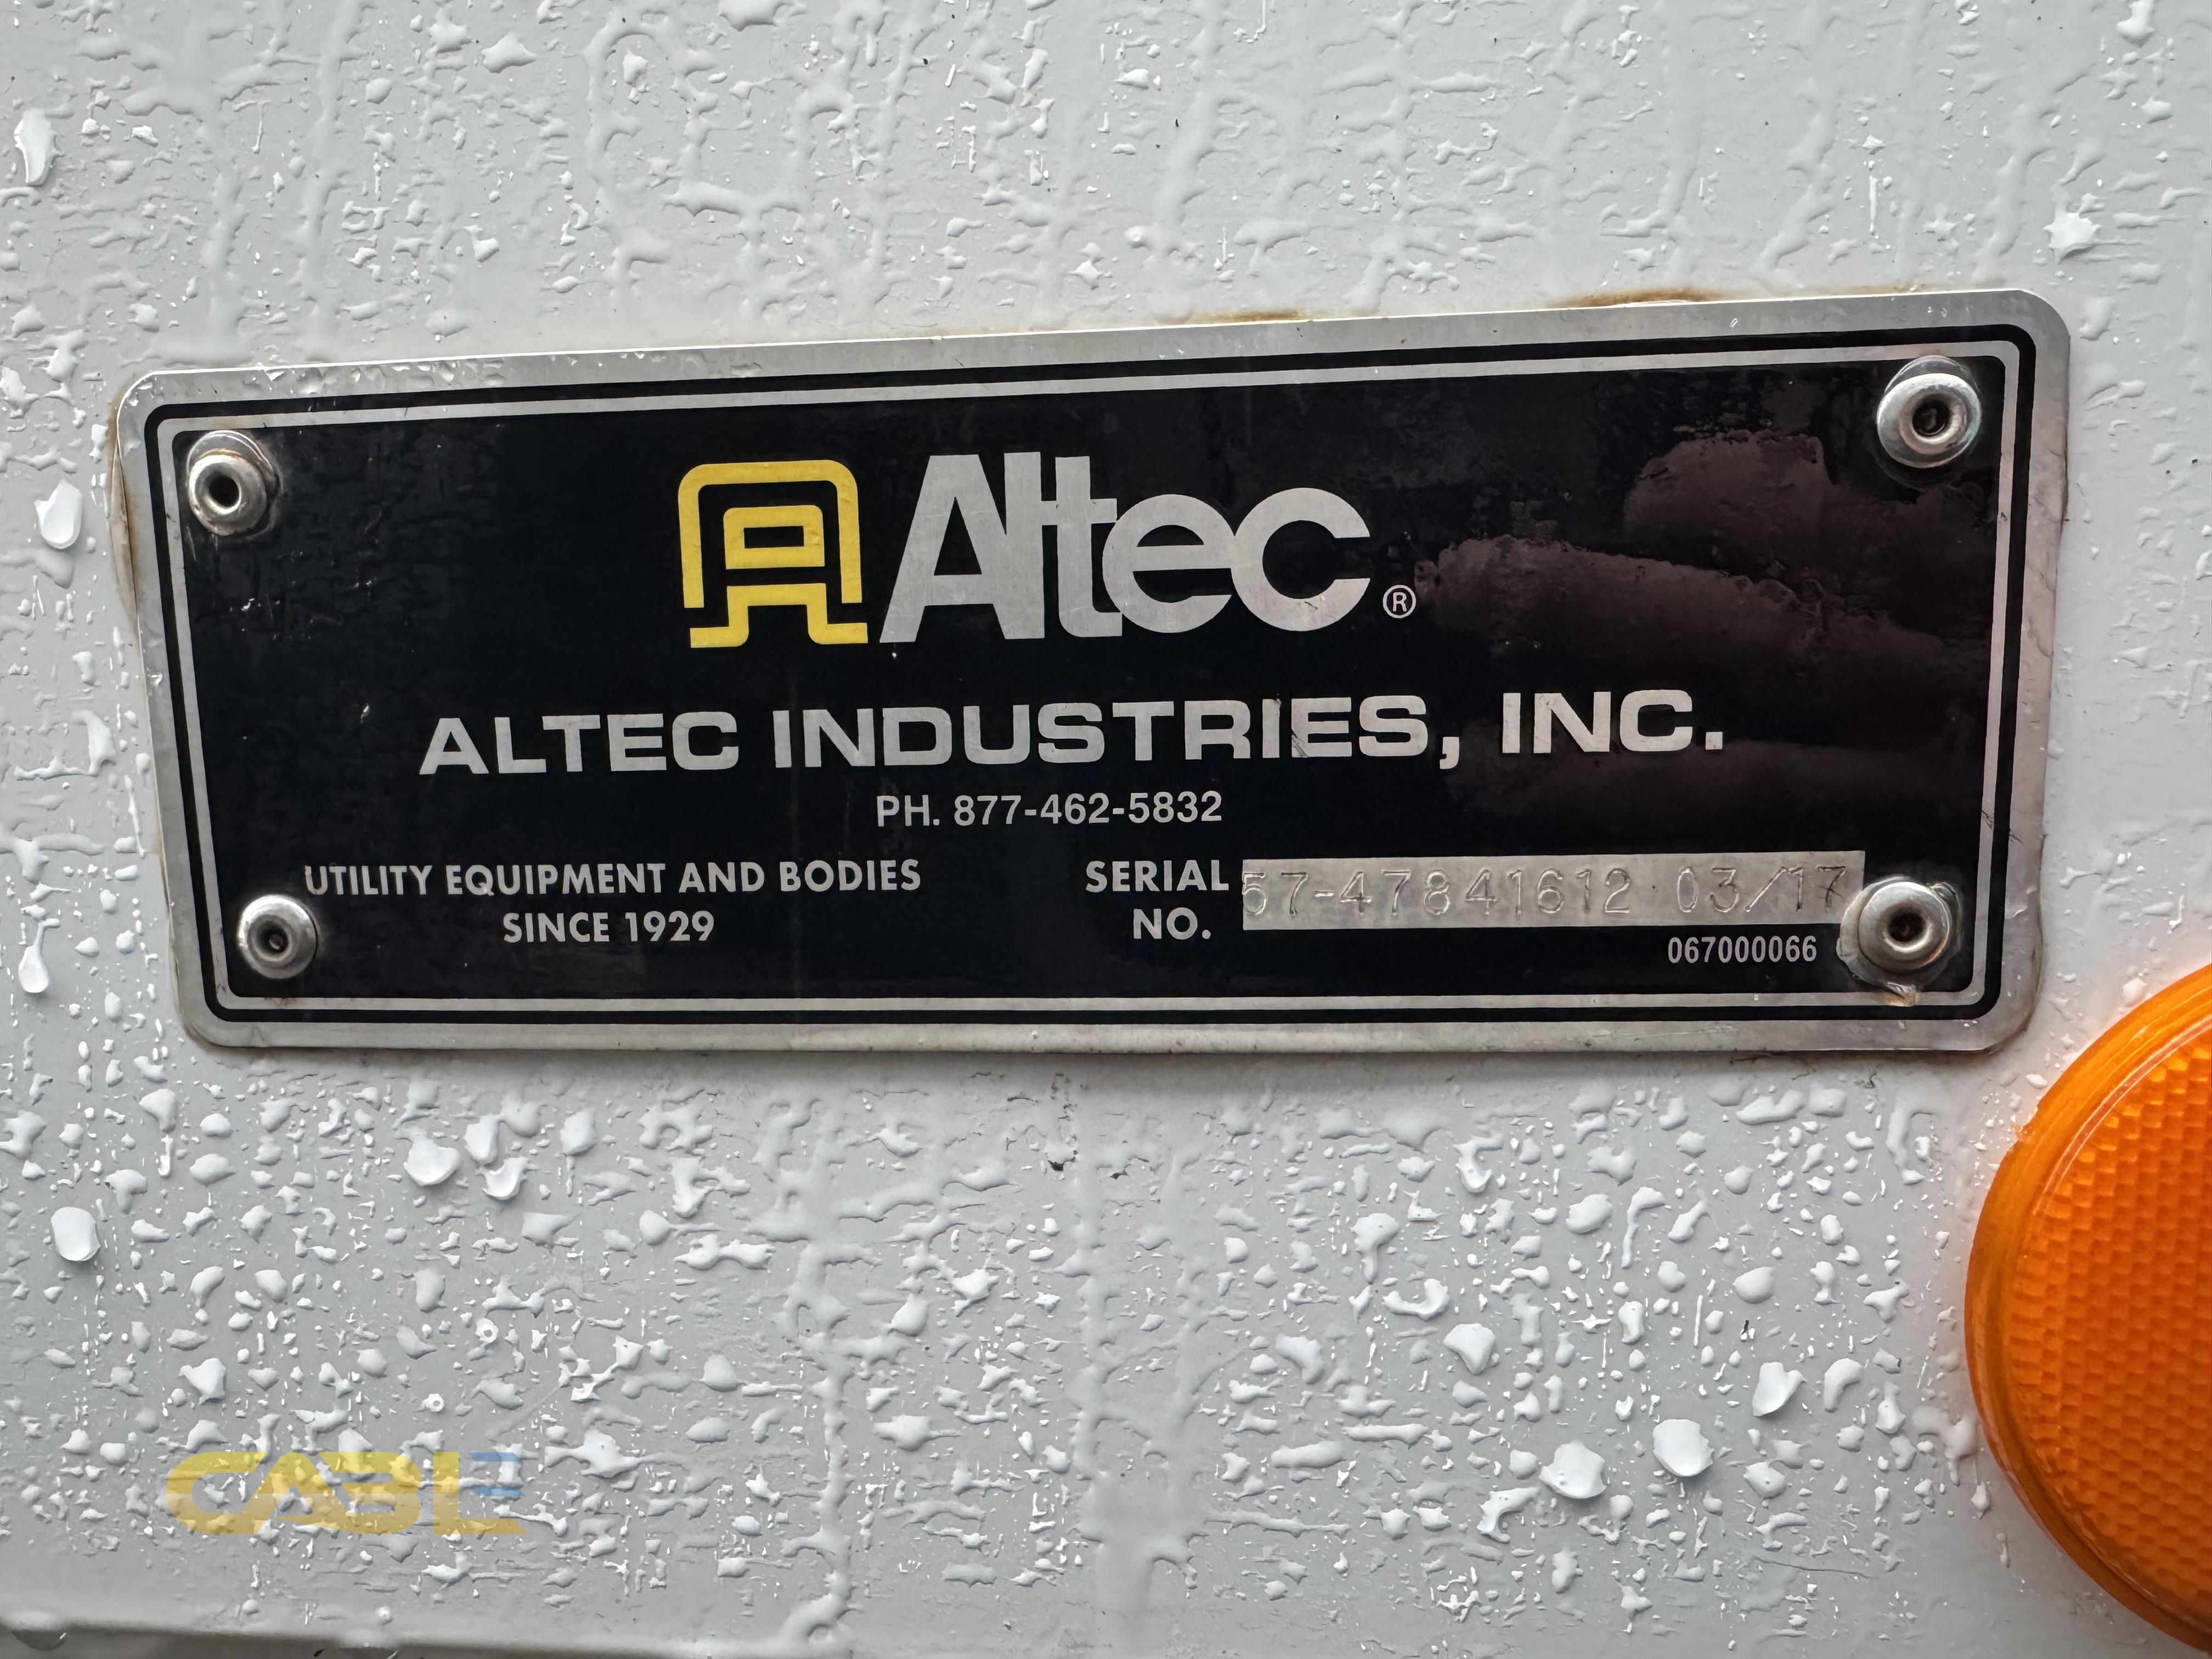 Altec®
ALTEC INDUSTRIES, INC.
PH. 877-462-5832
UTILITY EQUIPMENT AND BODIES
SINCE 1929
SERIAL NO. 57-47841612 03/17
067000066
CABLE